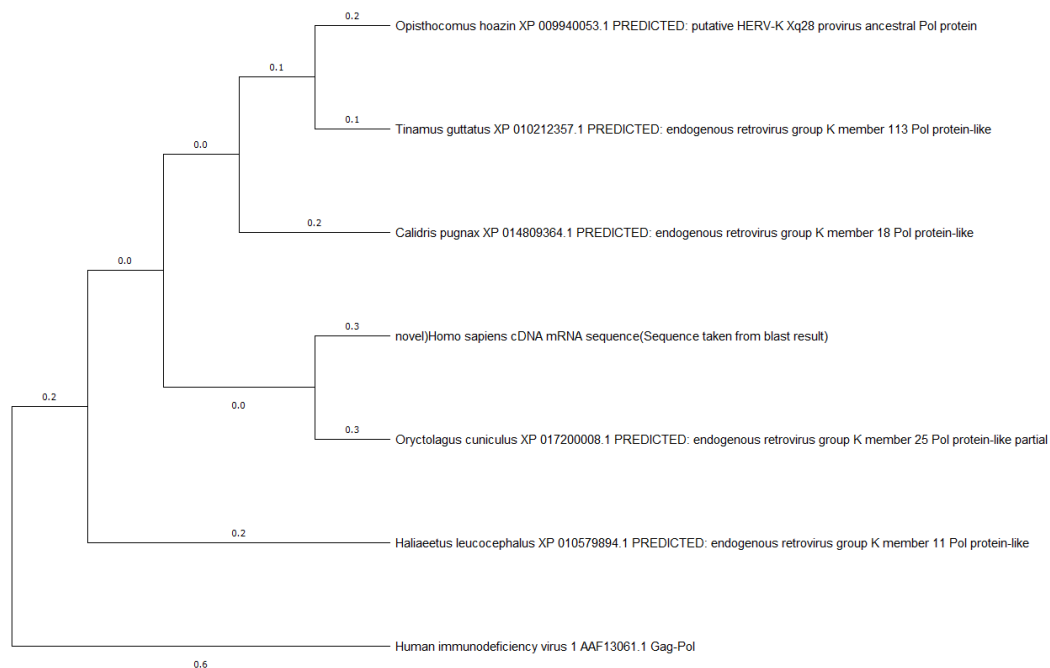 0.2
Opisthocomus hoazin XP 009940053.1 PREDICTED: putative HERV-K Xq28 provirus ancestral Pol protein
0.1
0.1
Tinamus guttatus XP 010212357.1 PREDICTED: endogenous retrovirus group K member 113 Pol protein-like
0.0
0.2
Calidris pugnax XP 014809364.1 PREDICTED: endogenous retrovirus group K member 18 Pol protein-like
0.0
0.3
novel)Homo sapiens cDNA mRNA sequence(Sequence taken from blast result)
0.2
0.0
0.3
Oryctolagus cuniculus XP 017200008.1 PREDICTED: endogenous retrovirus group K member 25 Pol protein-like partial
0.2
Haliaeetus leucocephalus XP 010579894.1 PREDICTED: endogenous retrovirus group K member 11 Pol protein-like
Human immunodeficiency virus 1 AAF13061.1 Gag-Pol
0.6